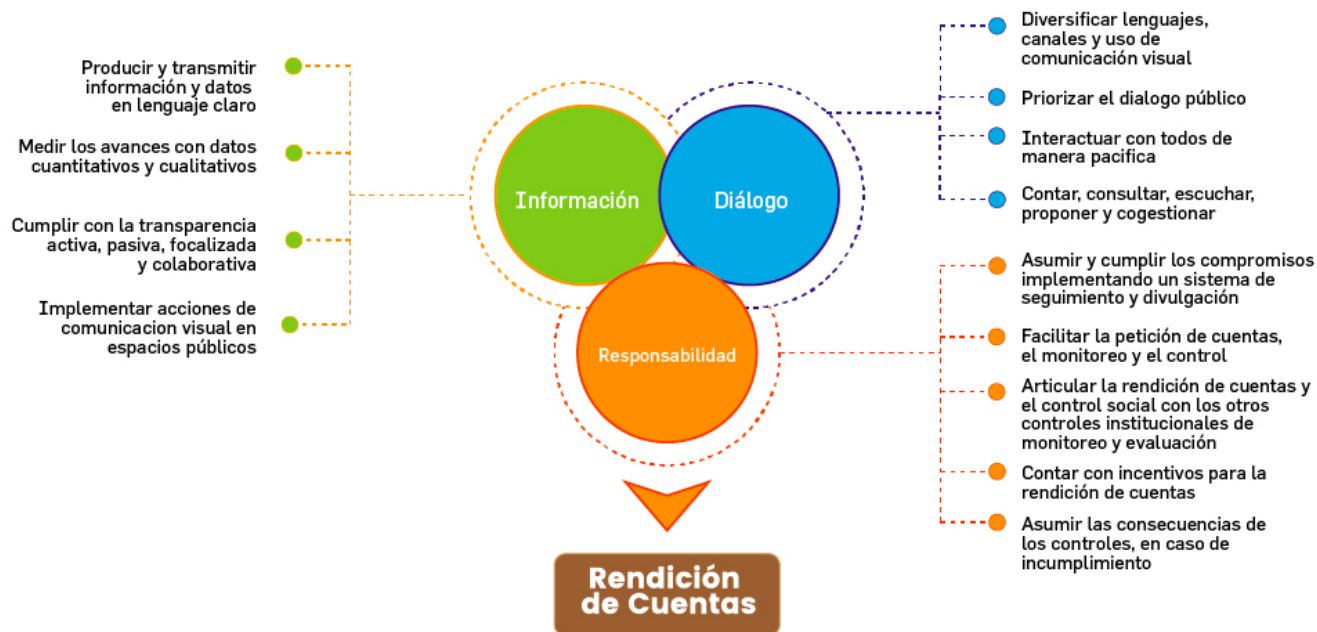 Producir y transmitir
información y datos
en lenguaje claro
Medir los avances con datos
cuantitativos y cualitativos
Cumplir con la transparencia
activa, pasiva, focalizada
y colaborativa
Implementar acciones de
comunicacion visual en
espacios públicos
Información
Diálogo
Responsabilidad
Diversificar lenguajes,
canales y uso de
comunicación visual
Priorizar el dialogo público
Interactuar con todos de
manera pacifica
Contar, consultar, escuchar,
proponer y cogestionar
Asumir y cumplir los compromisos
implementando un sistema de
seguimiento y divulgación
Facilitar la petición de cuentas,
el monitoreo y el control
Articular la rendición de cuentas y
el control social con los otros
controles institucionales de
monitoreo y evaluación
Contar con incentivos para la
rendición de cuentas
Asumir las consecuencias de
los controles, en caso de
incumplimiento
Rendición
de Cuentas